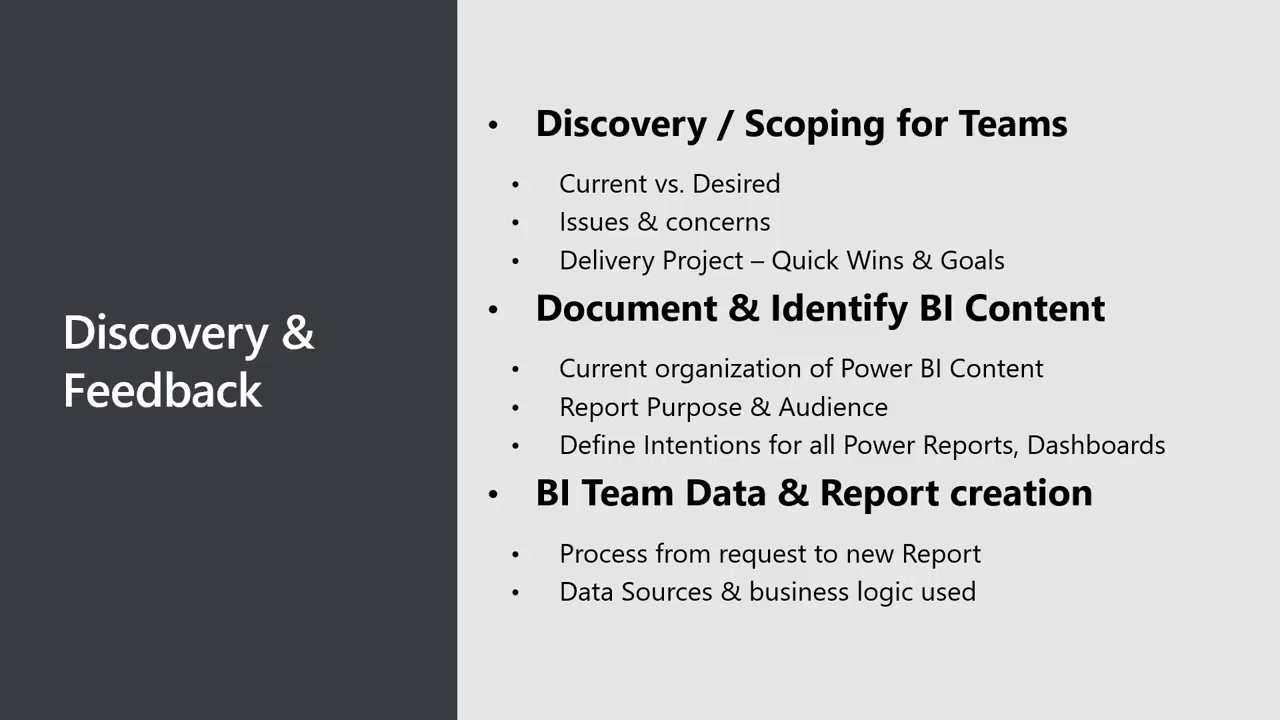 Discovery &
Feedback
• Discovery / Scoping for Teams
• Current vs. Desired
• Issues & concerns
• Delivery Project – Quick Wins & Goals
• Document & Identify BI Content
• Current organization of Power BI Content
• Report Purpose & Audience
• Define Intentions for all Power Reports, Dashboards
• BI Team Data & Report creation
• Process from request to new Report
• Data Sources & business logic used